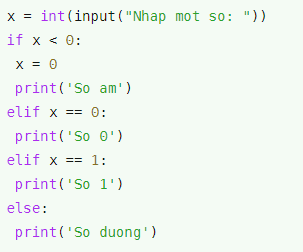 x = int(input("Nhap mot so: "))
if x < 0:
 x = 0
 print('So am')
elif x == 0:
 print('So 0')
elif x == 1:
 print('So 1')
else:
 print('So duong')